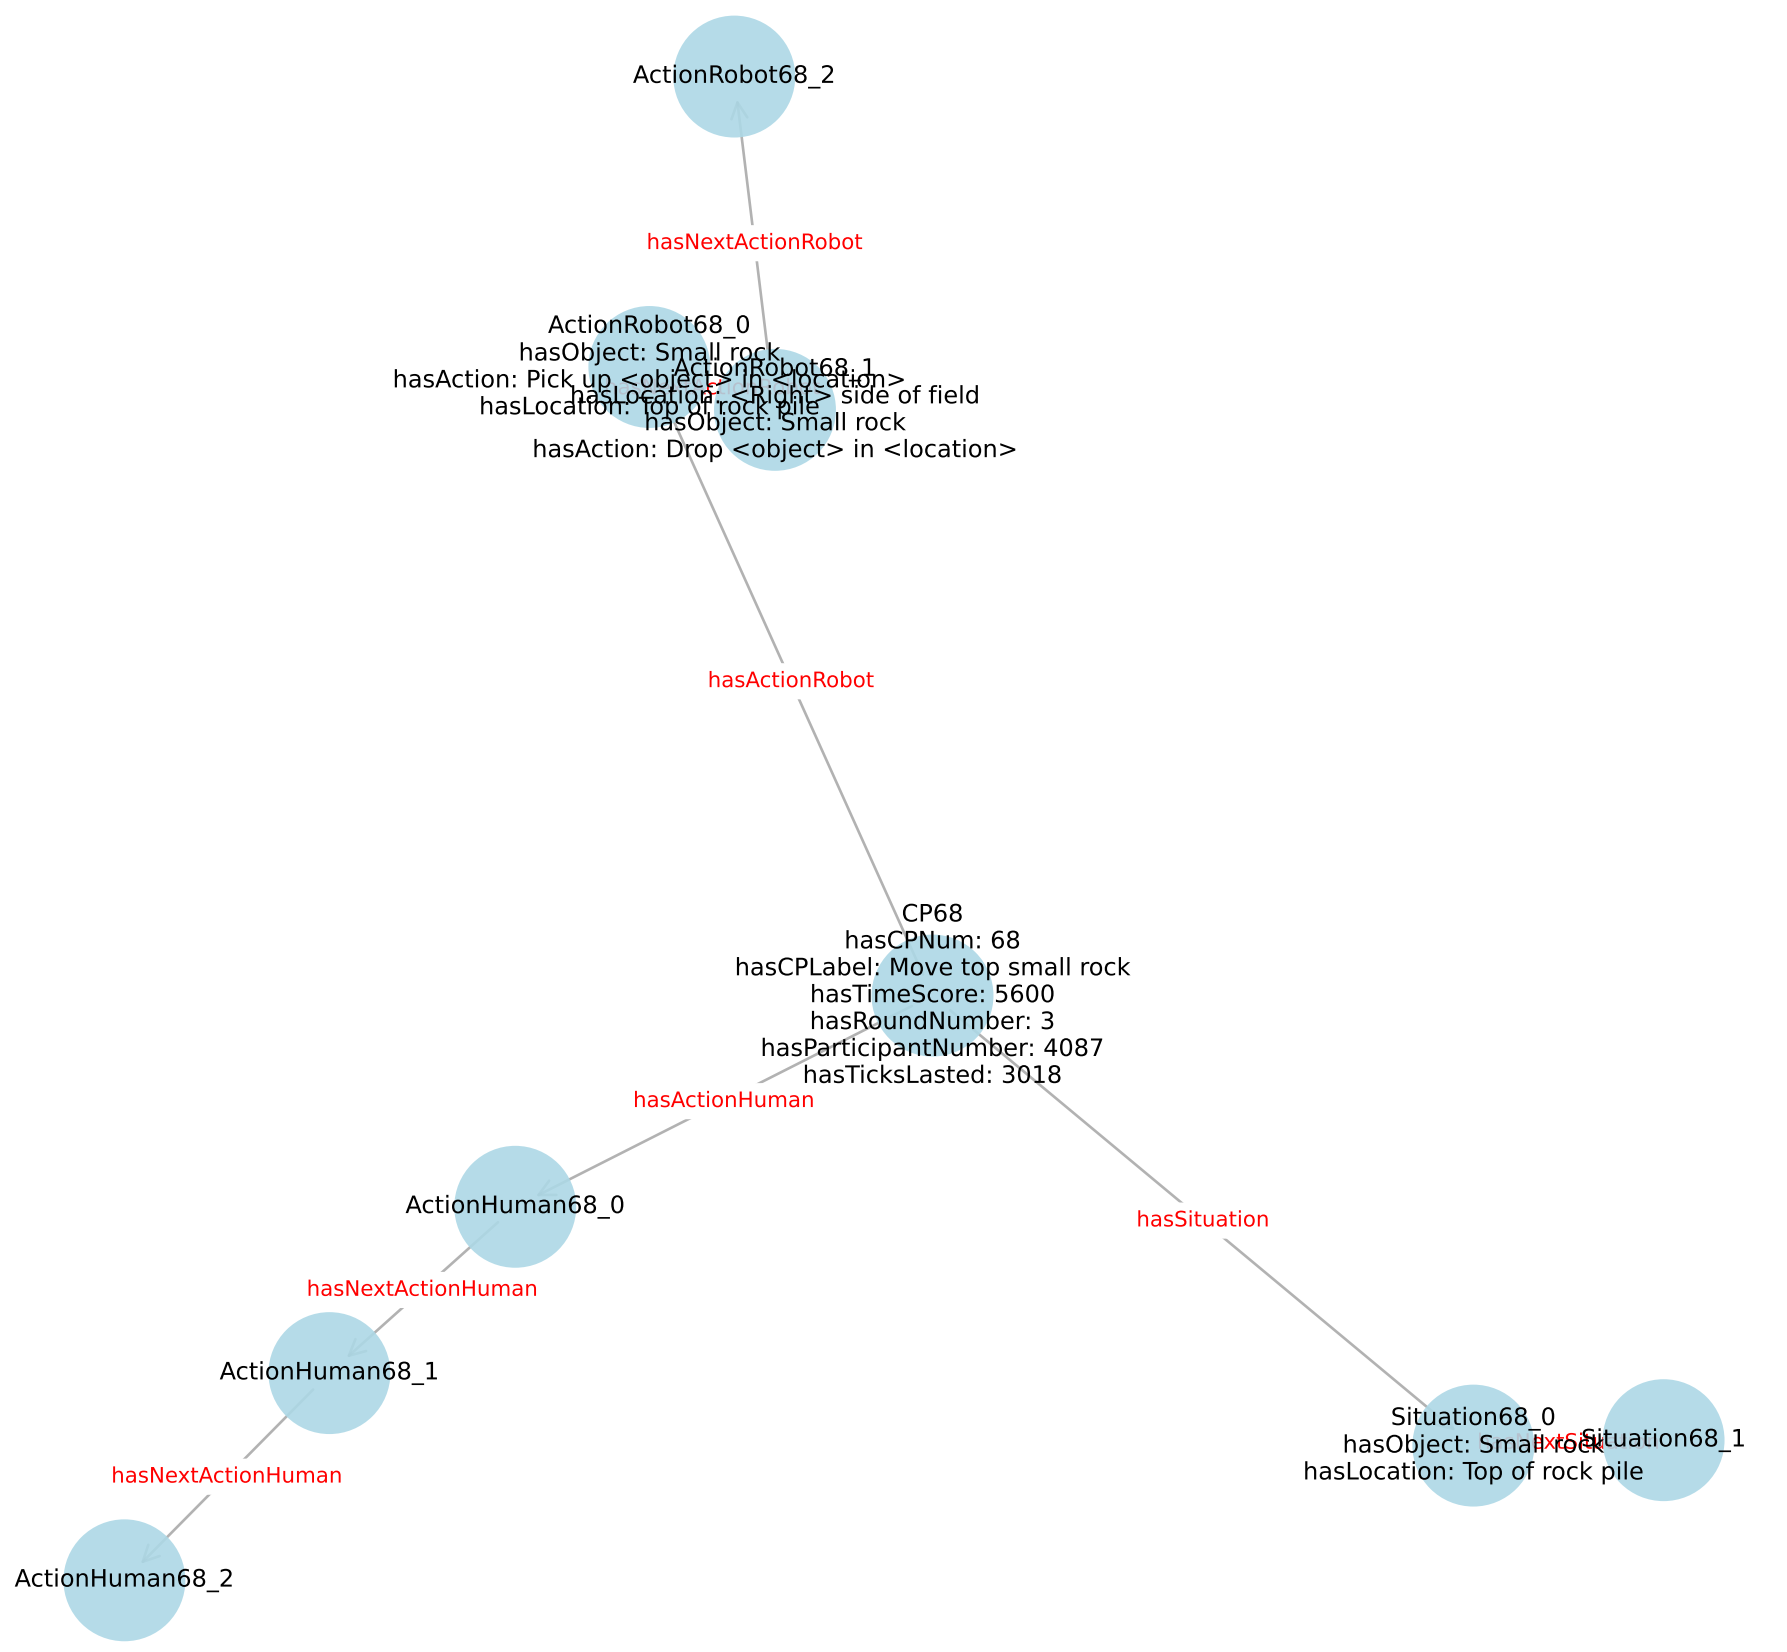 ActionRobot68_2
hasNextActionRobot
ActionRobot68_0
hasObject: Small rock
hasAction: Pick up <object> in <location>
hasLocation: Top of rock pile
ActionRobot68_1
hasLocation: <Right> side of field
hasObject: Small rock
hasAction: Drop <object> in <location>
hasActionRobot
CP68
hasCPNum: 68
hasCPLabel: Move top small rock
hasTimeScore: 5600
hasRoundNumber: 3
hasParticipantNumber: 4087
hasTicksLasted: 3018
hasActionHuman
ActionHuman68_0
hasSituation
hasNextActionHuman
ActionHuman68_1
Situation68_0
hasObject: Small rock
hasLocation: Top of rock pile
hasNextSituation
Situation68_1
hasNextActionHuman
ActionHuman68_2